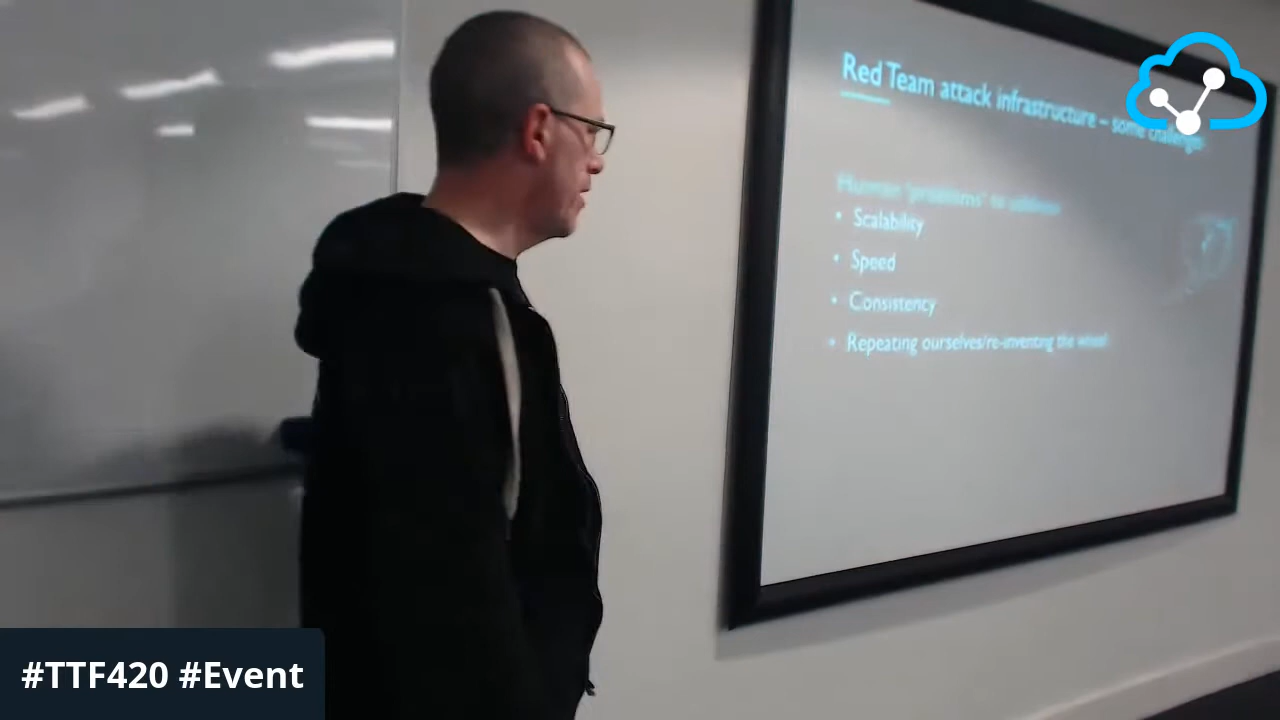 Red Team attack infrastructure – some challenges
Human "problems" to address
• Scalability
• Speed
• Consistency
• Repeating ourselves/re-inventing the wheel
#TTF420 #Event